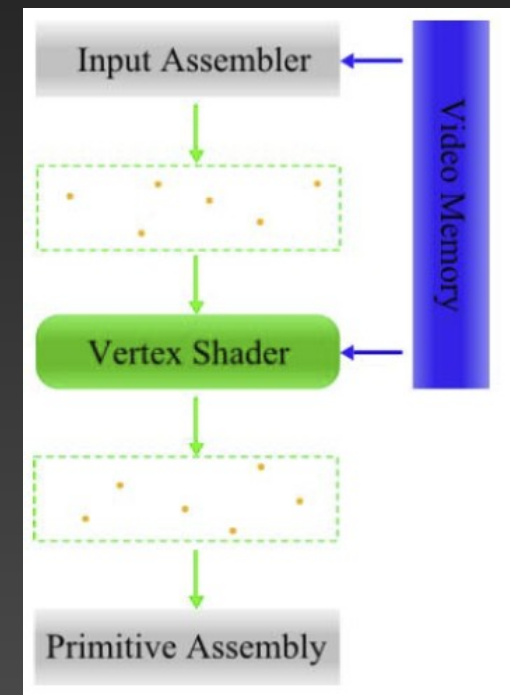 Input Assembler
Video Memory
Vertex Shader
Primitive Assembly